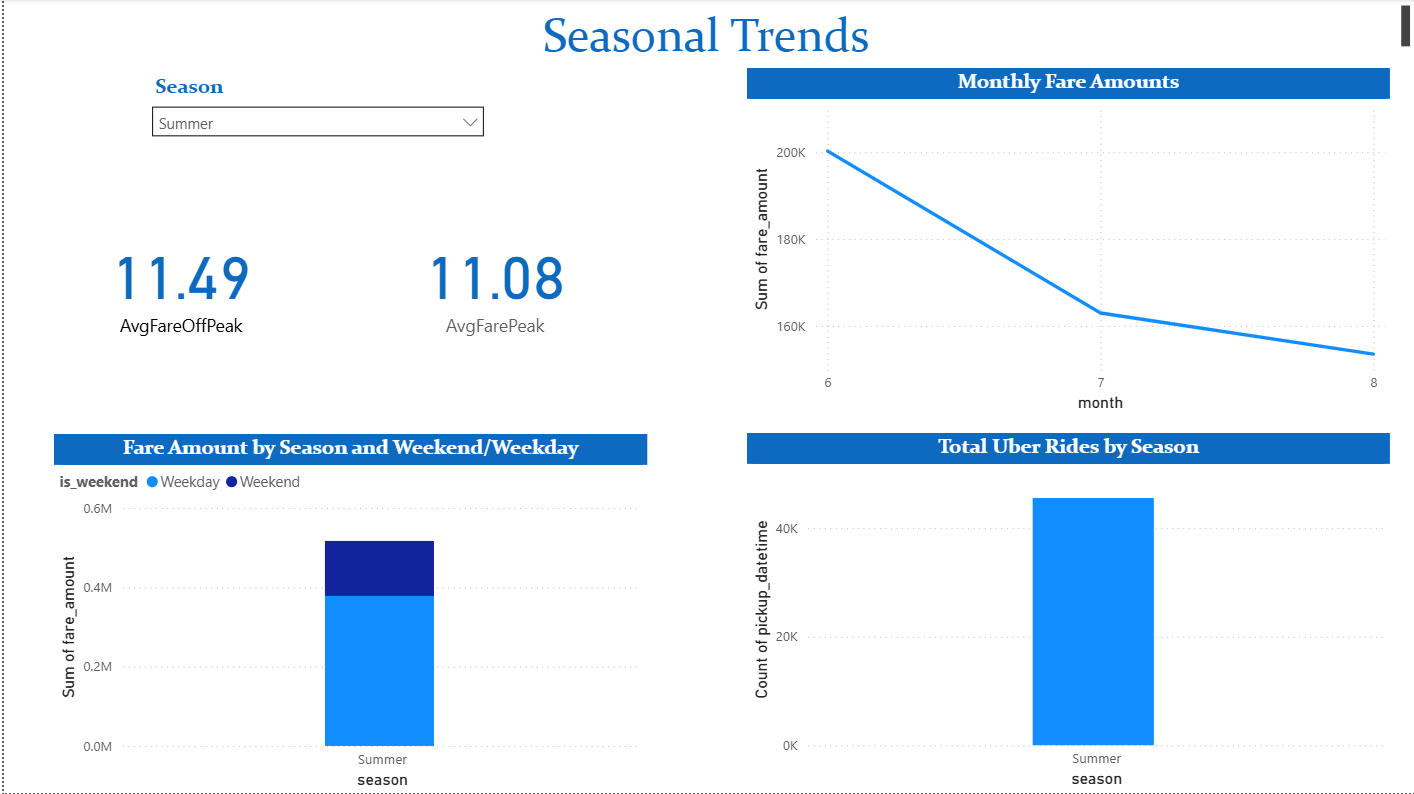 Seasonal Trends
Season
Summer
11.49
AvgFareOffPeak
11.08
AvgFarePeak
Monthly Fare Amounts
Sum of fare_amount
200K
180K
160K
6 7 8
month
Fare Amount by Season and Weekend/Weekday
is_weekend Weekday Weekend
Sum of fare_amount
0.6M
0.4M
0.2M
0.0M
Summer
season
Total Uber Rides by Season
Count of pickup_datetime
40K
20K
0K
Summer
season